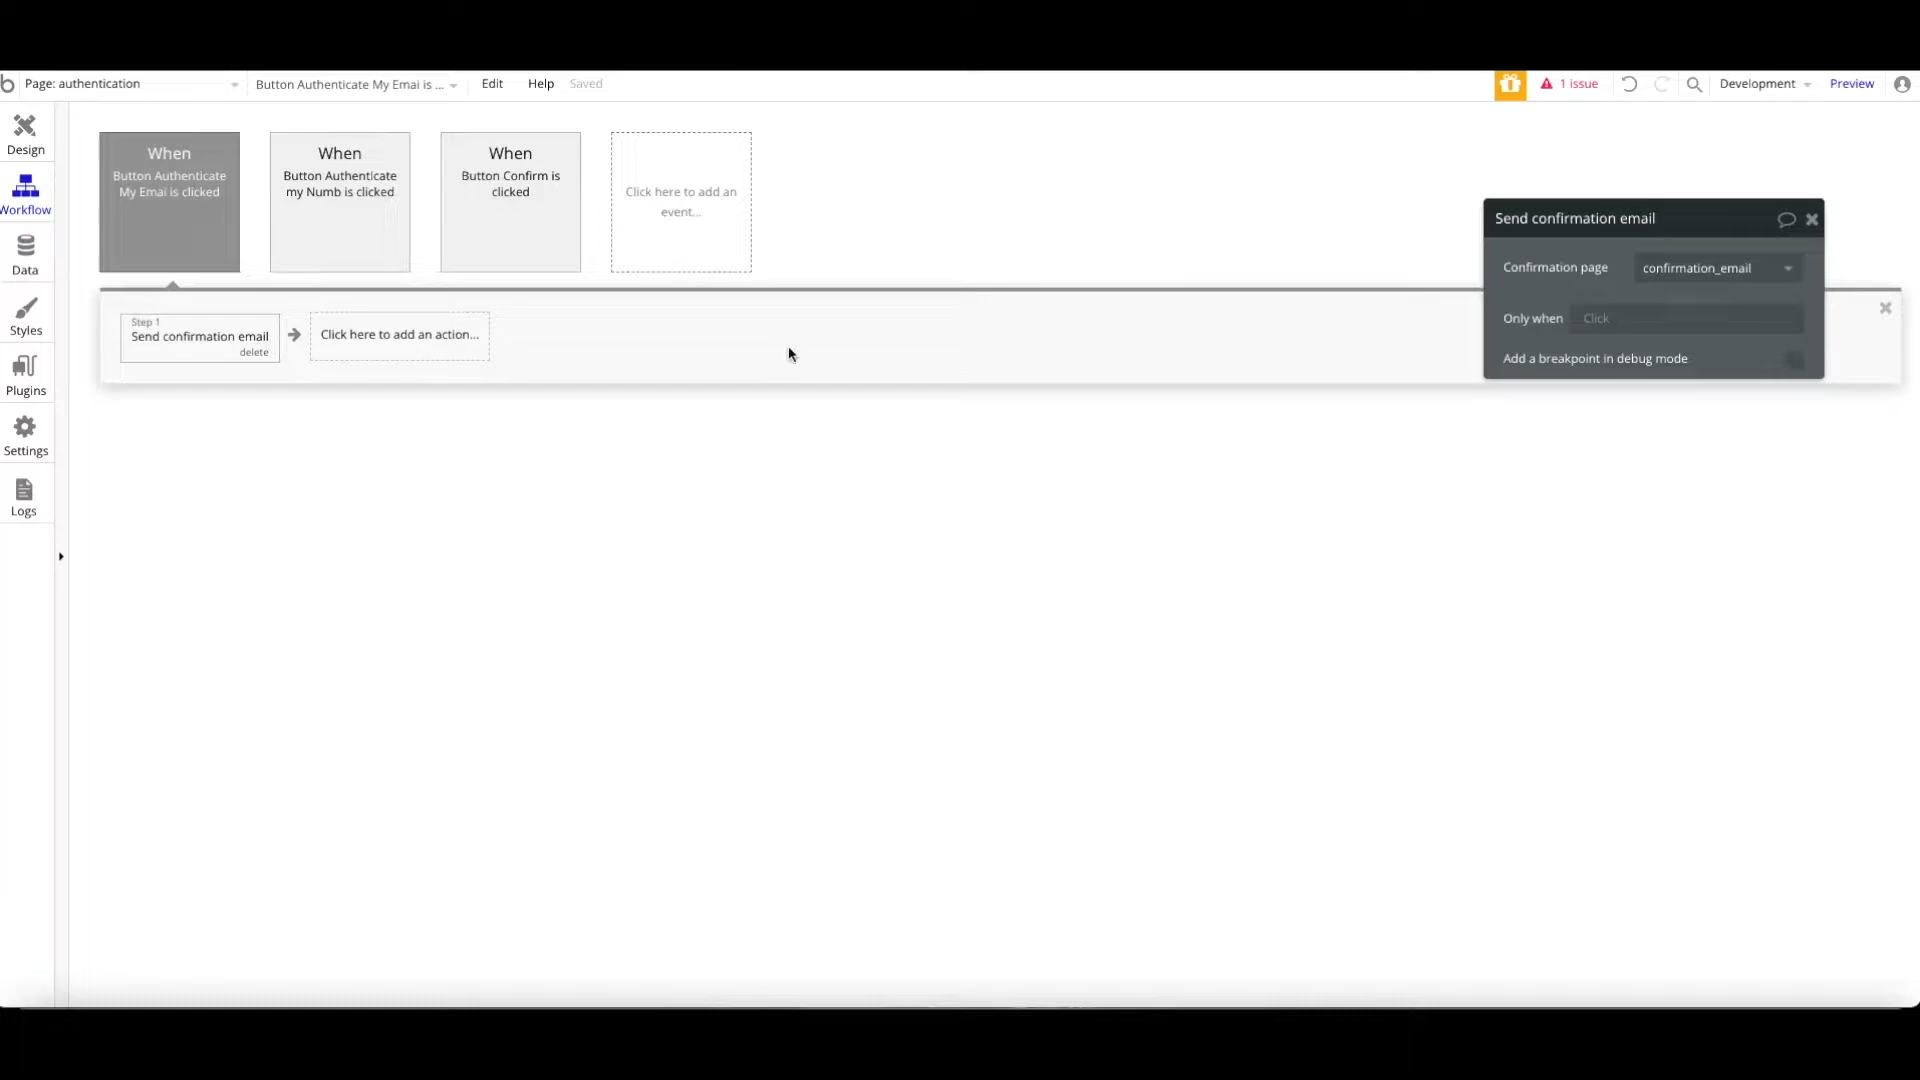 Page: authentication
Button Authenticate My Emai is ...
Edit
Help
Saved
1 issue
Development
Preview
Design
Workflow
Data
Styles
Plugins
Settings
Logs
When
Button Authenticate
My Emai is clicked
When
Button Authenticate
my Numb is clicked
When
Button Confirm is
clicked
Click here to add an
event...
Step 1
Send confirmation email
delete
Click here to add an action...
Send confirmation email
Confirmation page
confirmation_email
Only when
Click
Add a breakpoint in debug mode